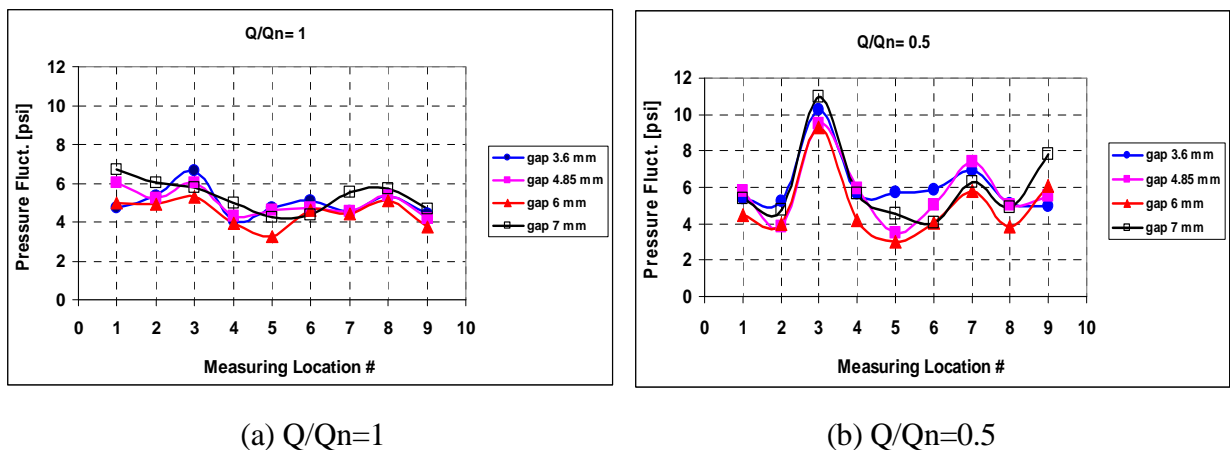 Q/Qn= 1
Pressure Fluct. [psi]
12
10
8
6
4
2
0
0 1 2 3 4 5 6 7 8 9 10
Measuring Location #
gap 3.6 mm
gap 4.85 mm
gap 6 mm
gap 7 mm
(a) Q/Qn=1
Q/Qn= 0.5
Pressure Fluct. [psi]
12
10
8
6
4
2
0
0 1 2 3 4 5 6 7 8 9 10
Measuring Location #
gap 3.6 mm
gap 4.85 mm
gap 6 mm
gap 7 mm
(b) Q/Qn=0.5